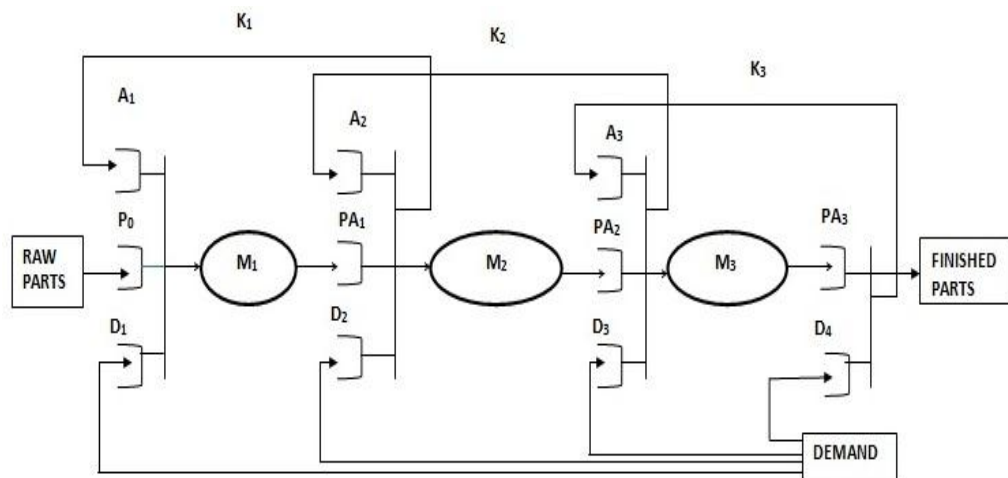 K₁
K₂
K₃
A₁
A₂
A₃
P₀
PA₁
PA₂
PA₃
RAW
PARTS
M₁
M₂
M₃
FINISHED
PARTS
D₁
D₂
D₃
D₄
DEMAND